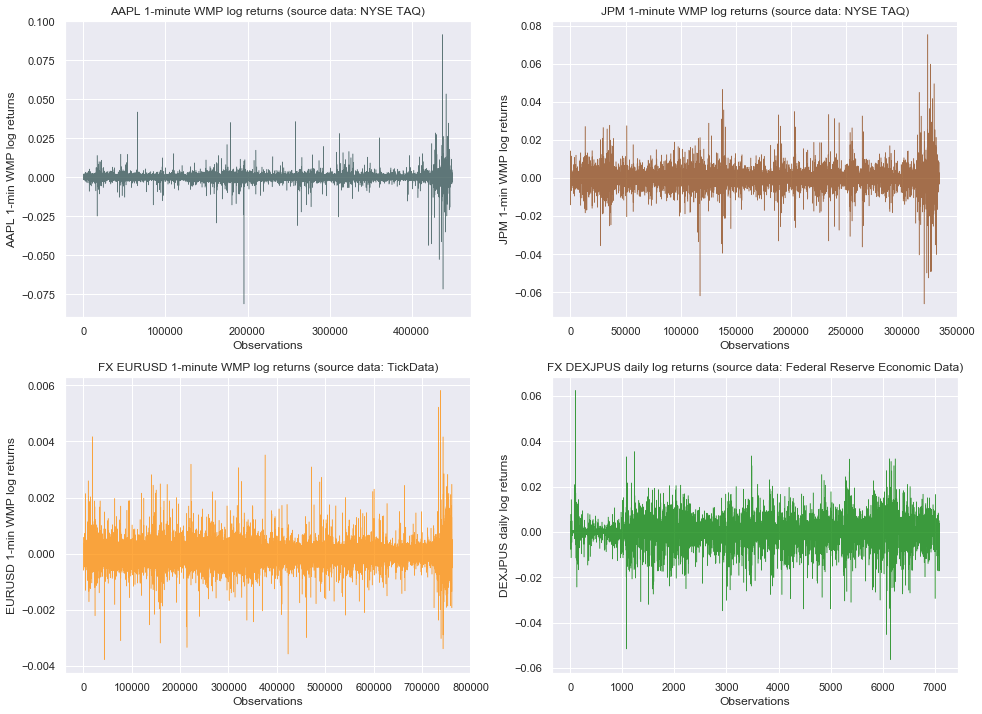 AAPL 1-minute WMP log returns (source data: NYSE TAQ)
0.100
0.075
0.050
0.025
0.000
−0.025
−0.050
−0.075
AAPL 1-min WMP log returns
0 100000 200000 300000 400000
Observations
JPM 1-minute WMP log returns (source data: NYSE TAQ)
0.08
0.06
0.04
0.02
0.00
−0.02
−0.04
−0.06
JPM 1-min WMP log returns
0 50000 100000 150000 200000 250000 300000 350000
Observations
FX EURUSD 1-minute WMP log returns (source data: TickData)
0.006
0.004
0.002
0.000
−0.002
−0.004
EURUSD 1-min WMP log returns
0 100000 200000 300000 400000 500000 600000 700000 800000
Observations
FX DEXJPUS daily log returns (source data: Federal Reserve Economic Data)
0.06
0.04
0.02
0.00
−0.02
−0.04
−0.06
DEXJPUS daily log returns
0 1000 2000 3000 4000 5000 6000 7000
Observations